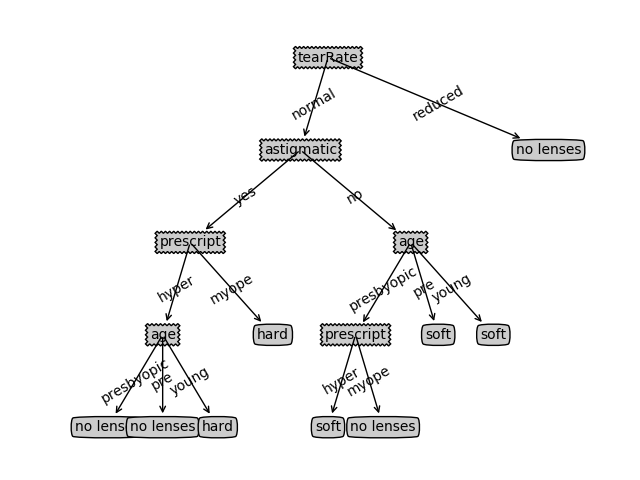 tearRate
normal
reduced
astigmatic
no lenses
yes
no
prescript
age
hyper
myope
presbyopic
pre
young
age
hard
prescript
soft
soft
presbyopic
pre
young
hyper
myope
no lens
no lenses
hard
soft
no lenses